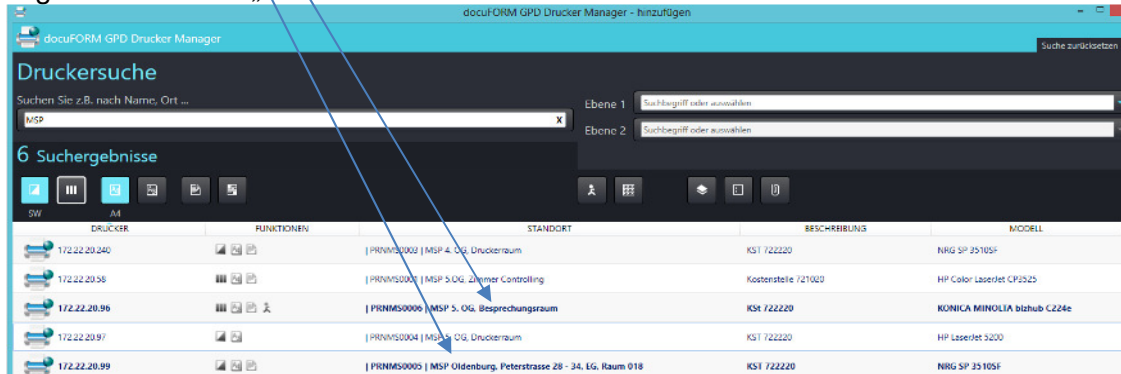 docuFORM GPD Drucker Manager - hinzufügen
docuFORM GPD Drucker Manager
Suche zurücksetzen
Druckersuche
Suchen Sie z.B. nach Name, Ort ...
MSP x
Ebene 1 Suchbegriff oder auswählen
Ebene 2 Suchbegriff oder auswählen
6 Suchergebnisse
SW A4
DRUCKER FUNKTIONEN STANDORT BESCHREIBUNG MODELL
172.22.20.240 | PRNMS0003 | MSP 4. OG, Druckerraum KST 722220 NRG SP 3510SF
172.22.20.58 | PRNMS0001 | MSP 5.OG, Zimmer Controlling Kostenstelle 721020 HP Color LaserJet CP3525
172.22.20.96 | PRNMS0006 | MSP 5. OG, Besprechungsraum KSt 722220 KONICA MINOLTA bizhub C224e
172.22.20.97 | PRNMS0004 | MSP 5. OG, Druckerraum KST 722220 HP LaserJet 5200
172.22.20.99 | PRNMS0005 | MSP Oldenburg, Peterstrasse 28 - 34, EG, Raum 018 KST 722220 NRG SP 3510SF